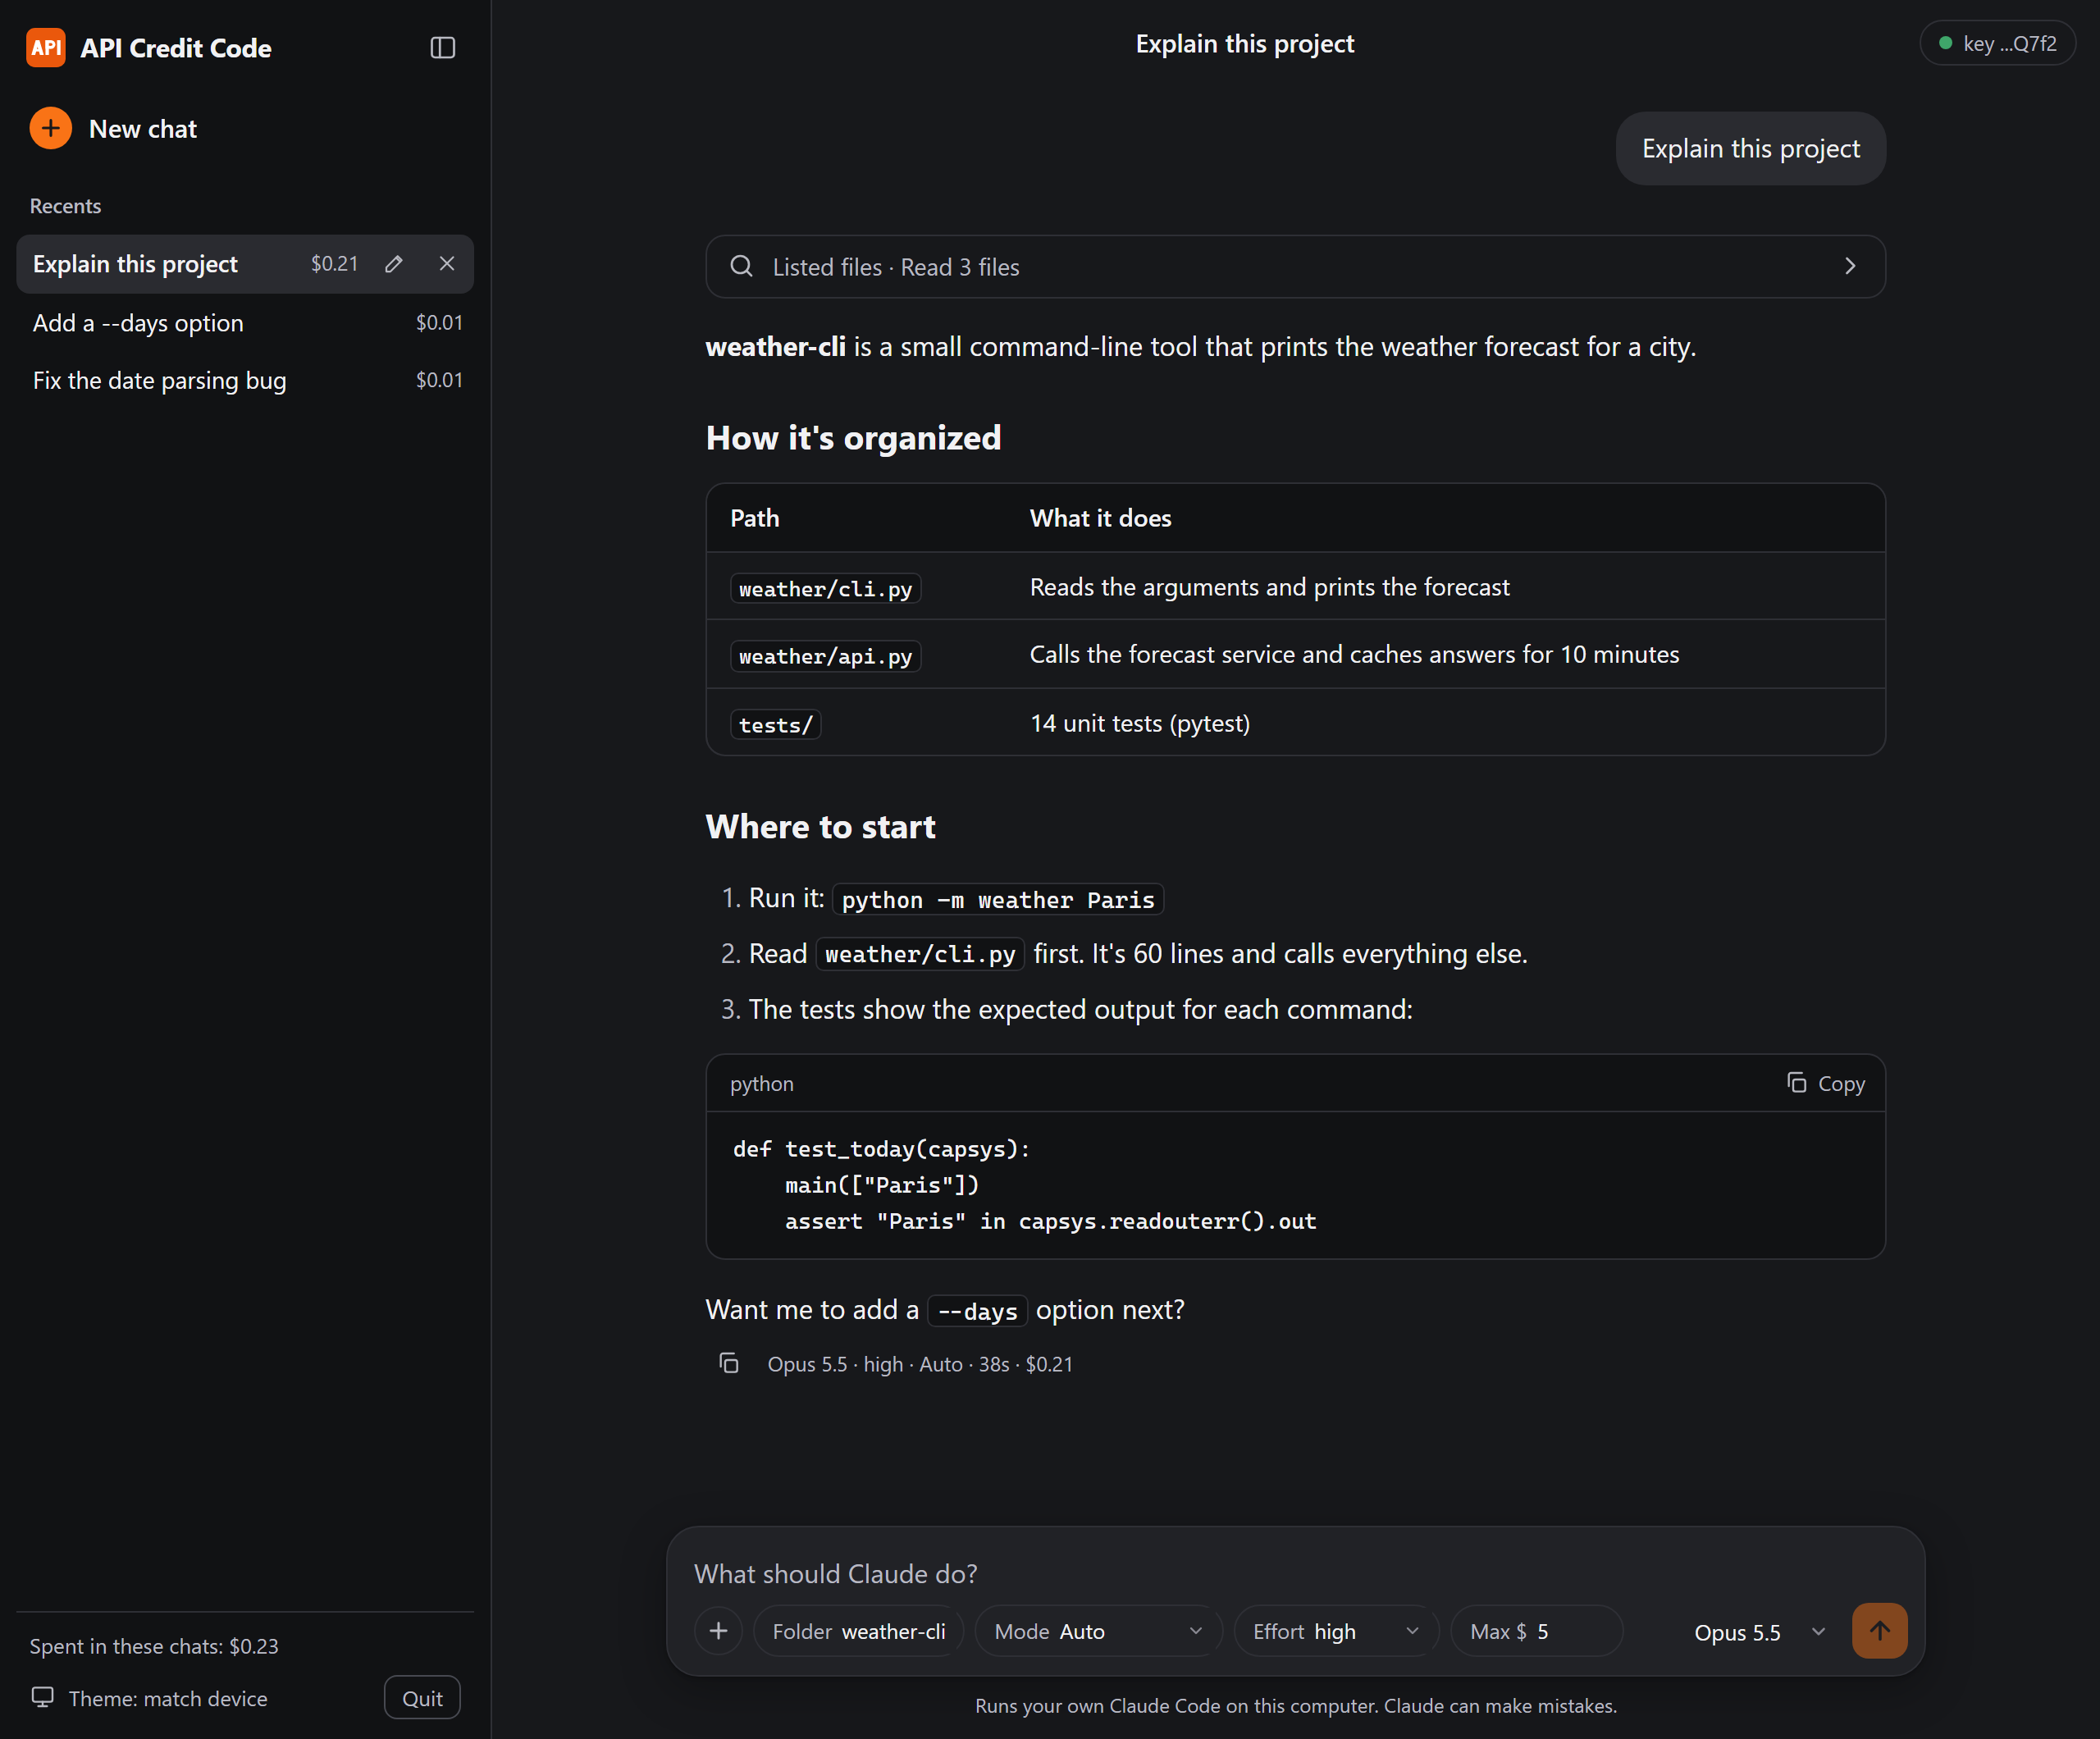 API API Credit Code
New chat
Recents
Explain this project $0.21
Add a --days option $0.01
Fix the date parsing bug $0.01
Spent in these chats: $0.23
Theme: match device Quit
Explain this project
key ...Q7f2
Explain this project
Listed files · Read 3 files
weather-cli is a small command-line tool that prints the weather forecast for a city.
How it's organized
Path What it does
weather/cli.py Reads the arguments and prints the forecast
weather/api.py Calls the forecast service and caches answers for 10 minutes
tests/ 14 unit tests (pytest)
Where to start
1. Run it: python -m weather Paris
2. Read weather/cli.py first. It's 60 lines and calls everything else.
3. The tests show the expected output for each command:
python Copy
def test_today(capsys):
    main(["Paris"])
    assert "Paris" in capsys.readouterr().out
Want me to add a --days option next?
Opus 5.5 · high · Auto · 38s · $0.21
What should Claude do?
Folder weather-cli Mode Auto Effort high Max $ 5 Opus 5.5
Runs your own Claude Code on this computer. Claude can make mistakes.